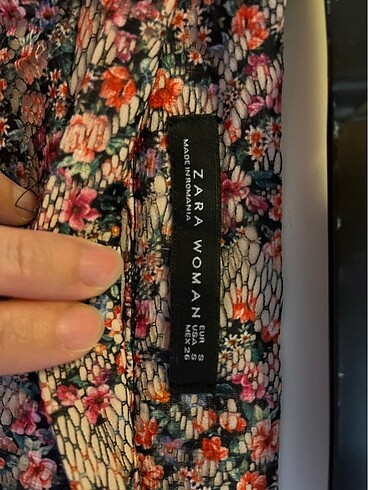 ZARA WOMAN
MADE IN ROMANIA
EUR S
USA S
MEX 26